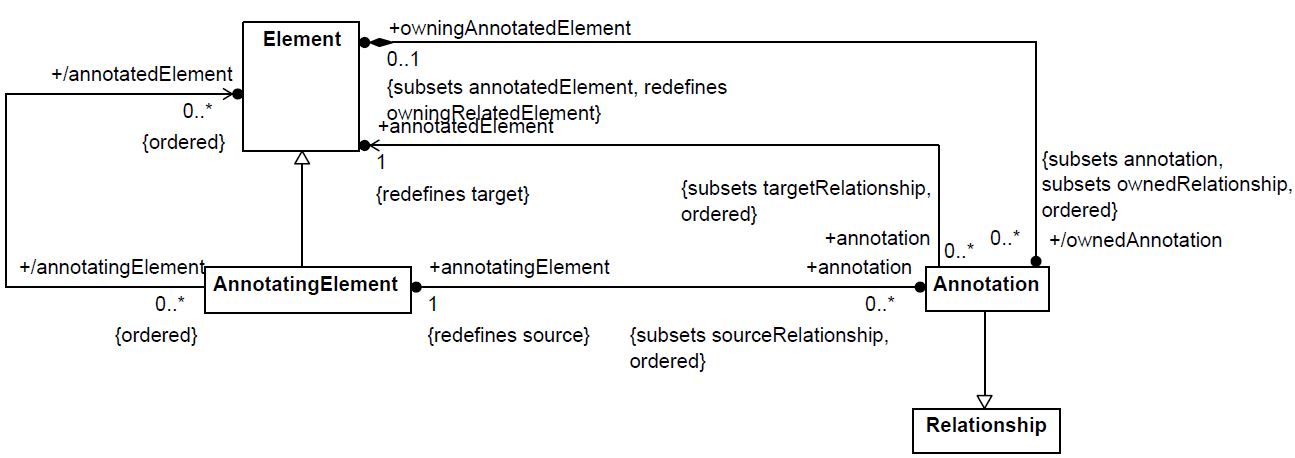 Element
+owningAnnotatedElement
0..1
{subsets annotatedElement, redefines
owningRelatedElement}
+/annotatedElement
0..*
{ordered}
+annotatedElement
1
{redefines target}
{subsets targetRelationship,
ordered}
+annotation
0..*
{subsets annotation,
subsets ownedRelationship,
ordered}
0..*
+/ownedAnnotation
+/annotatingElement
0..*
{ordered}
AnnotatingElement
+annotatingElement
1
{redefines source}
+annotation
0..*
{subsets sourceRelationship,
ordered}
Annotation
Relationship